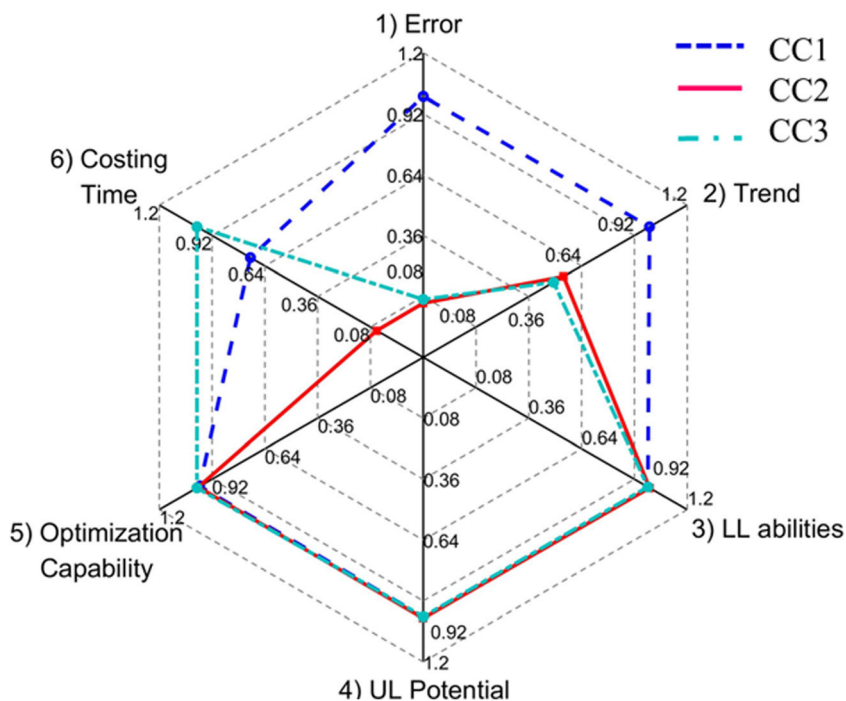 1) Error
1.2
0.92
0.64
0.36
0.08
CC1
CC2
CC3
2) Trend
1.2
0.92
0.64
0.36
0.08
3) LL abilities
1.2
0.92
0.64
0.36
0.08
4) UL Potential
1.2
0.92
0.64
0.36
0.08
5) Optimization
Capability
1.2
0.92
0.64
0.36
0.08
6) Costing
Time
1.2
0.92
0.64
0.36
0.08